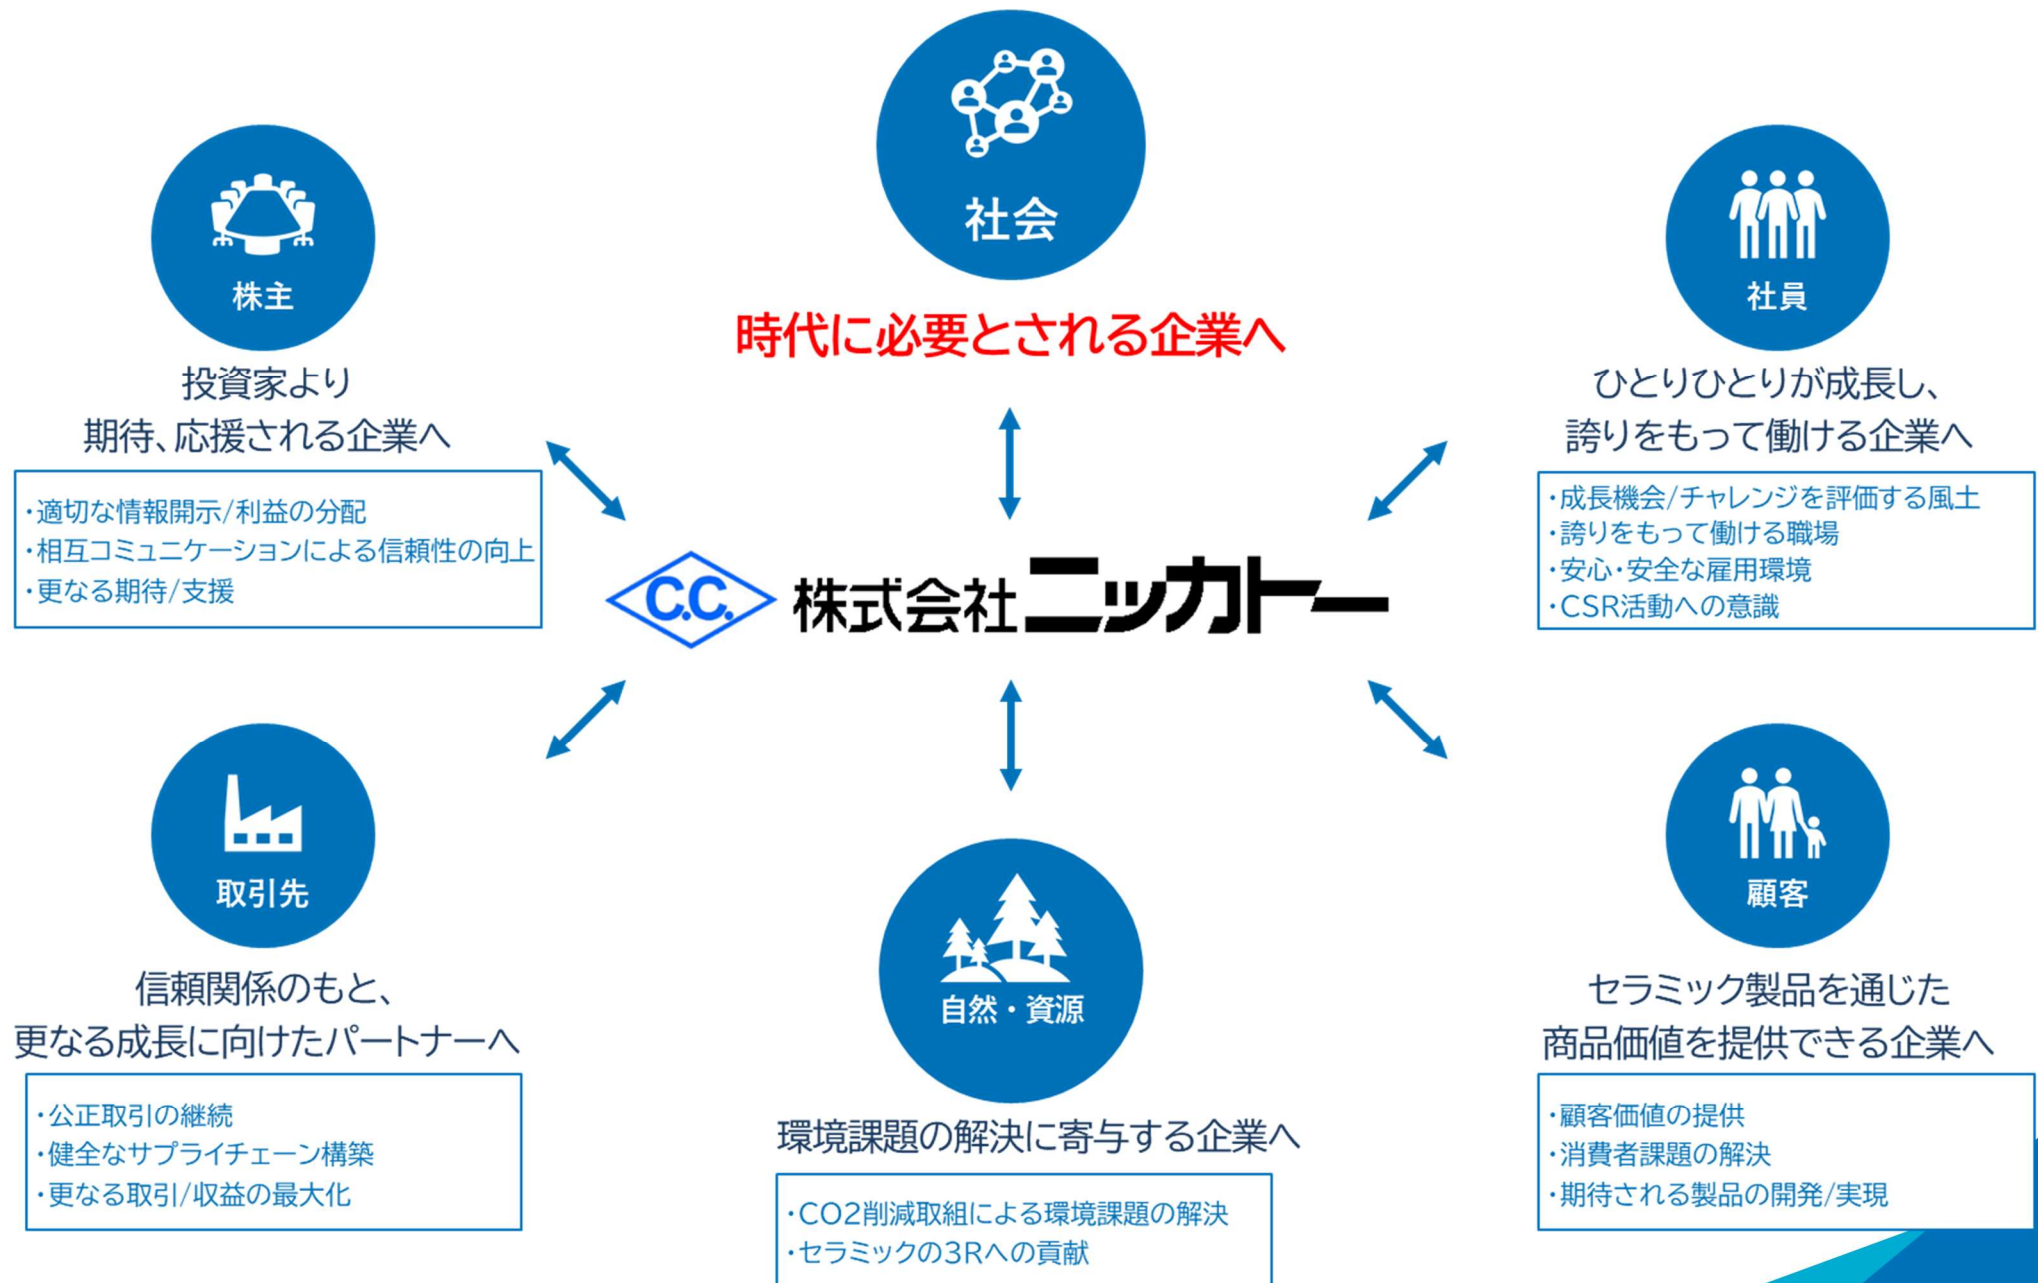 社会
時代に必要とされる企業へ
株主
投資家より
期待、応援される企業へ
・適切な情報開示/利益の分配
・相互コミュニケーションによる信頼性の向上
・更なる期待/支援
社員
ひとりひとりが成長し、
誇りをもって働ける企業へ
・成長機会/チャレンジを評価する風土
・誇りをもって働ける職場
・安心・安全な雇用環境
・CSR活動への意識
C.C. 株式会社ニッカトー
取引先
信頼関係のもと、
更なる成長に向けたパートナーへ
・公正取引の継続
・健全なサプライチェーン構築
・更なる取引/収益の最大化
自然・資源
環境課題の解決に寄与する企業へ
・CO2削減取組による環境課題の解決
・セラミックの3Rへの貢献
顧客
セラミック製品を通じた
商品価値を提供できる企業へ
・顧客価値の提供
・消費者課題の解決
・期待される製品の開発/実現